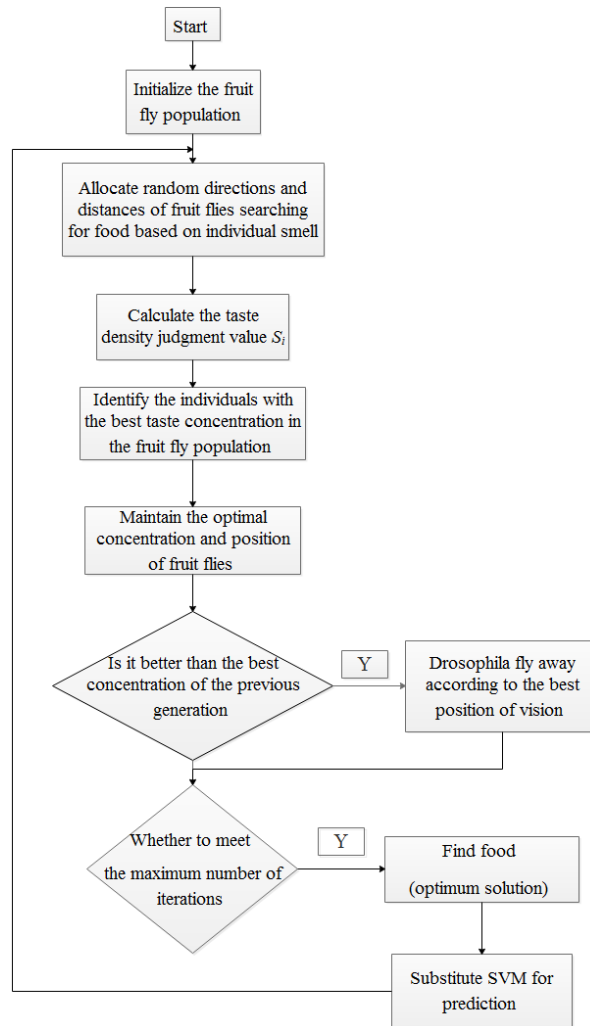 Start
Initialize the fruit
fly population
Allocate random directions and
distances of fruit flies searching
for food based on individual smell
Calculate the taste
density judgment value Si
Identify the individuals with
the best taste concentration in
the fruit fly population
Maintain the optimal
concentration and position
of fruit flies
Is it better than the best
concentration of the previous
generation
Y
Drosophila fly away
according to the best
position of vision
Whether to meet
the maximum number of
iterations
Y
Find food
(optimum solution)
Substitute SVM for
prediction